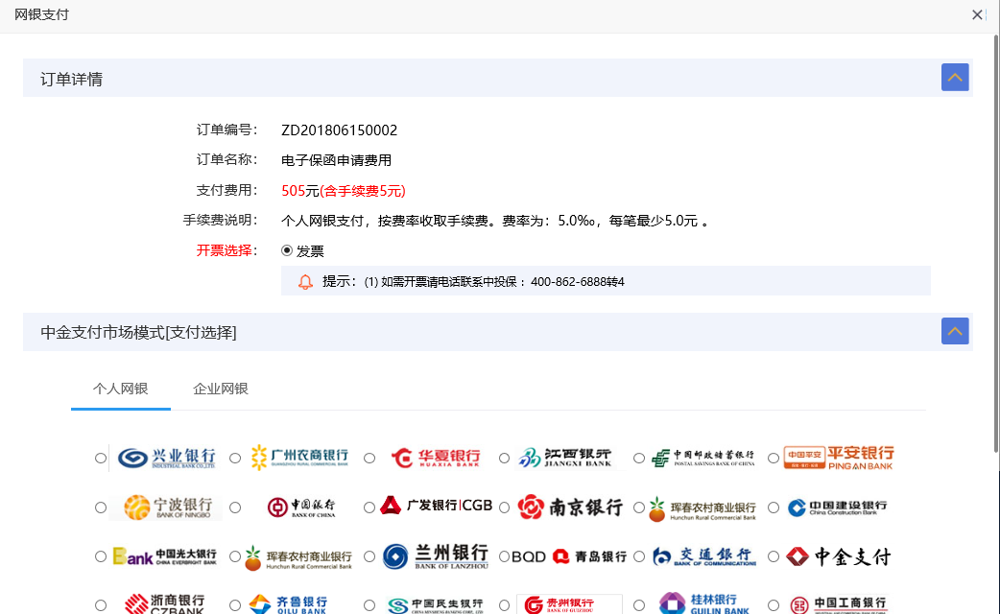 网银支付
订单详情
订单编号： ZD201806150002
订单名称： 电子保函申请费用
支付费用： 505元(含手续费5元)
手续费说明： 个人网银支付，按费率收取手续费。费率为：5.0‰，每笔最少5.0元 。
开票选择： 发票
提示： (1) 如需开票请电话联系中投保 ：400-862-6888转4
中金支付市场模式[支付选择]
个人网银 企业网银
兴业银行 INDUSTRIAL BANK CO.,LTD. 广州农商银行 GUANGZHOU RURAL COMMERCIAL BANK 华夏银行 HUAXIA BANK 江西银行 JIANGXI BANK 中国邮政储蓄银行 POSTAL SAVINGS BANK OF CHINA 中国平安 平安银行 PING AN BANK
宁波银行 BANK OF NINGBO 中国银行 BANK OF CHINA 广发银行|CGB 南京银行 珲春农村商业银行 Hunchun Rural Commercial Bank 中国建设银行 China Construction Bank
Bank 中国光大银行 CHINA EVERBRIGHT BANK 珲春农村商业银行 Hunchun Rural Commercial Bank 兰州银行 BANK OF LANZHOU BQD 青岛银行 交通银行 BANK OF COMMUNICATIONS 中金支付
浙商银行 CZBANK 齐鲁银行 QILU BANK 中国民生银行 CHINA MINSHENG BANKING CORP., LTD. 贵州银行 BANK OF GUIZHOU 桂林银行 GUILIN BANK 中国工商银行